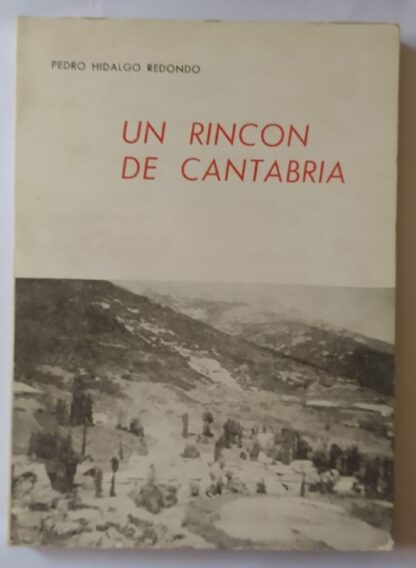 PEDRO HIDALGO REDONDO
UN RINCON
DE CANTABRIA